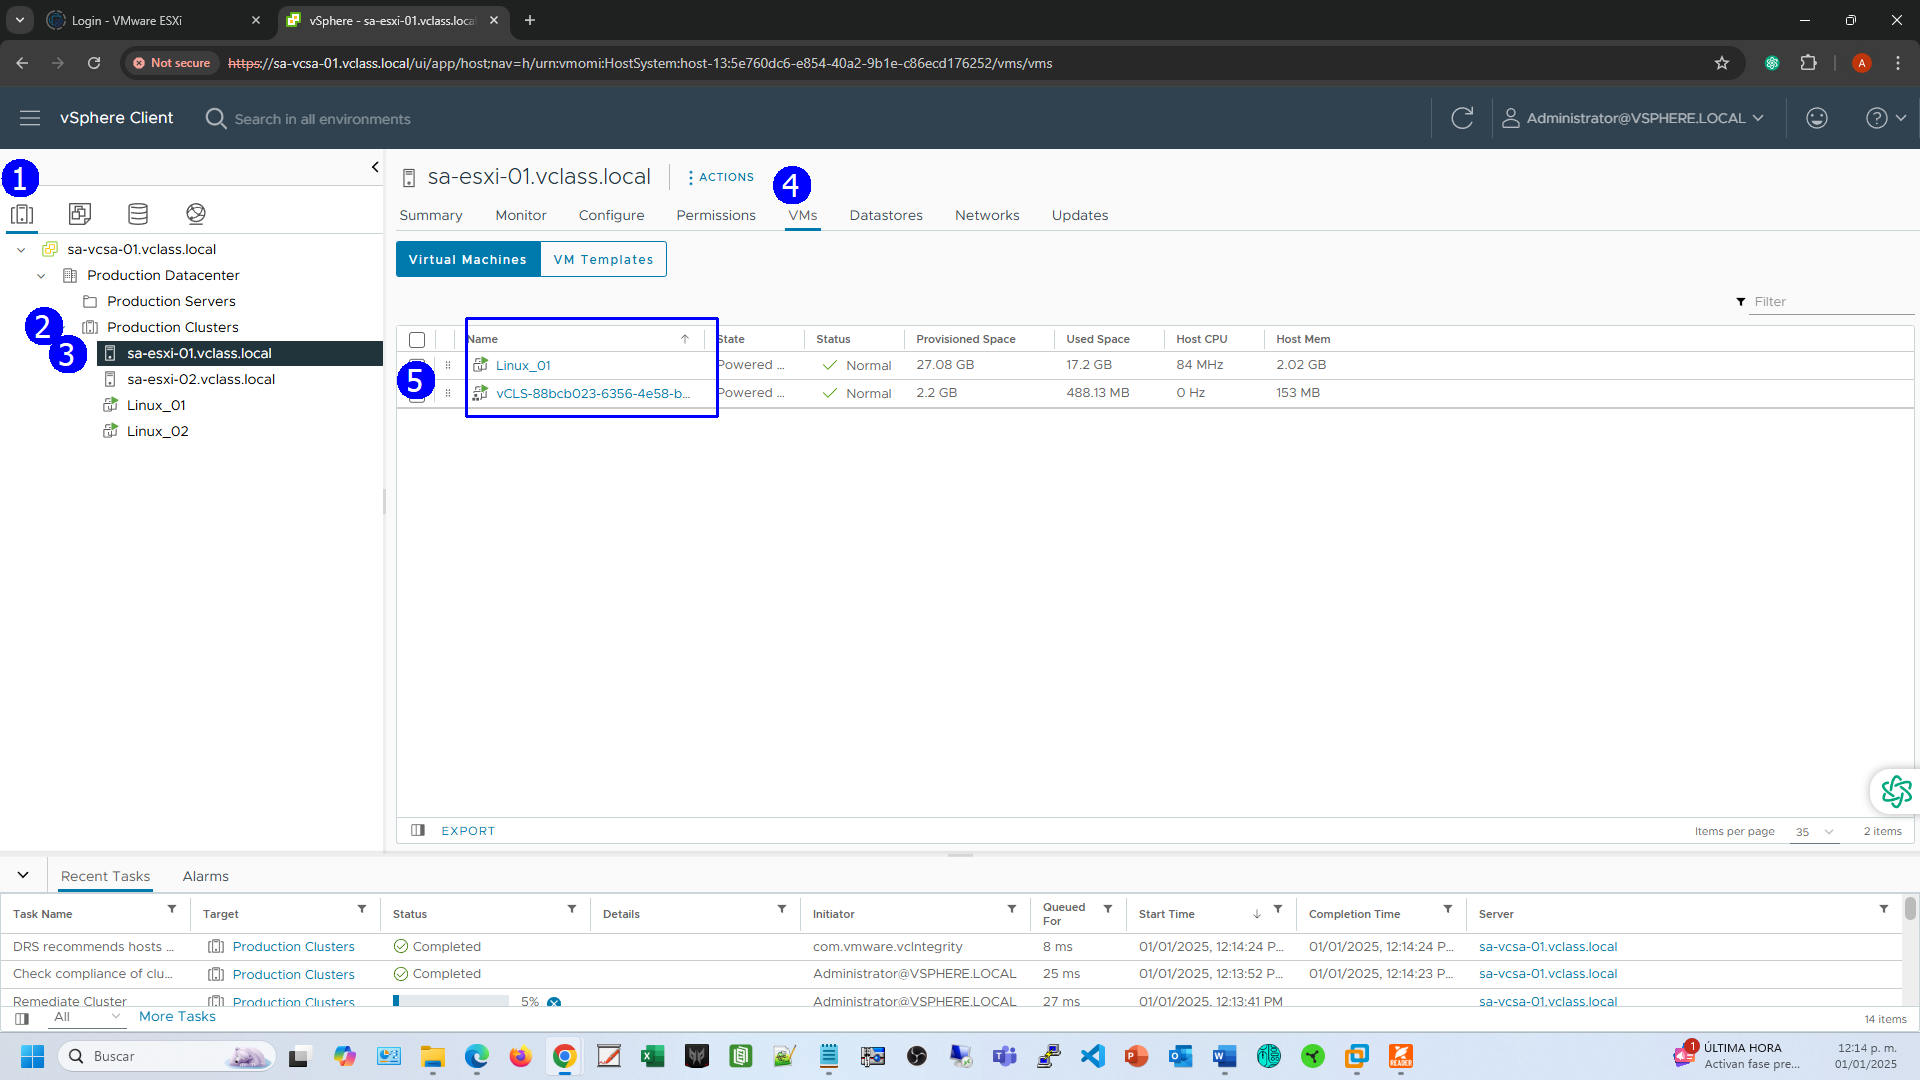 Login - VMware ESXi
vSphere - sa-esxi-01.vclass.loca
Not secure
https://sa-vcsa-01.vclass.local/ui/app/host;nav=h/urn:vmomi:HostSystem:host-13:5e760dc6-e854-40a2-9b1e-c86ecd176252/vms/vms
A
vSphere Client
Search in all environments
Administrator@VSPHERE.LOCAL
1
sa-vcsa-01.vclass.local
Production Datacenter
Production Servers
2
Production Clusters
3
sa-esxi-01.vclass.local
sa-esxi-02.vclass.local
Linux_01
Linux_02
sa-esxi-01.vclass.local
ACTIONS
4
Summary Monitor Configure Permissions VMs Datastores Networks Updates
Virtual Machines VM Templates
Filter
Name State Status Provisioned Space Used Space Host CPU Host Mem
5
Linux_01 Powered ... Normal 27.08 GB 17.2 GB 84 MHz 2.02 GB
vCLS-88bcb023-6356-4e58-b... Powered ... Normal 2.2 GB 488.13 MB 0 Hz 153 MB
EXPORT
Items per page 35 2 items
Recent Tasks Alarms
Task Name Target Status Details Initiator Queued For Start Time Completion Time Server
DRS recommends hosts ... Production Clusters Completed com.vmware.vcIntegrity 8 ms 01/01/2025, 12:14:24 P... 01/01/2025, 12:14:24 P... sa-vcsa-01.vclass.local
Check compliance of clu... Production Clusters Completed Administrator@VSPHERE.LOCAL 25 ms 01/01/2025, 12:13:52 P... 01/01/2025, 12:14:23 P... sa-vcsa-01.vclass.local
Remediate Cluster Production Clusters 5% Administrator@VSPHERE.LOCAL 27 ms 01/01/2025, 12:13:41 PM sa-vcsa-01.vclass.local
All More Tasks
14 items
Buscar
READER
1
ÚLTIMA HORA
Activan fase pre...
12:14 p. m.
01/01/2025